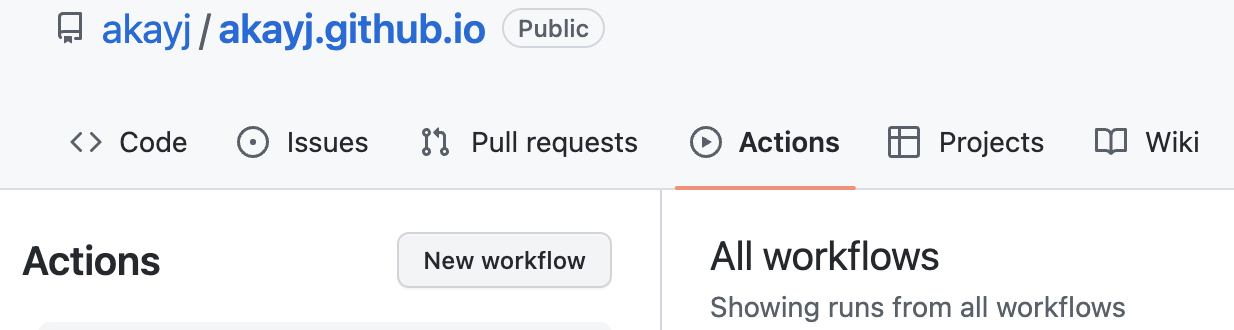 akayj / akayj.github.io Public
Code Issues Pull requests Actions Projects Wiki
Actions New workflow
All workflows
Showing runs from all workflows